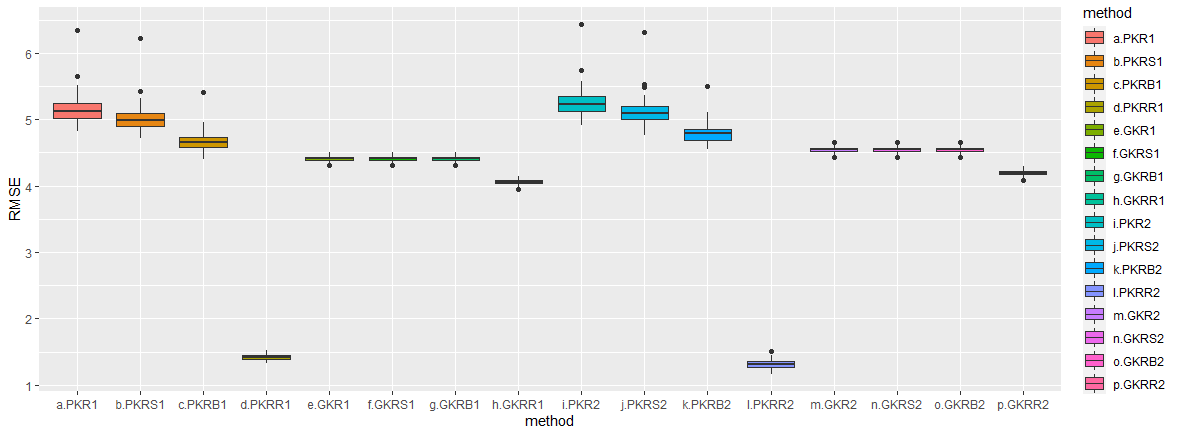 method
a.PKR1
b.PKRS1
c.PKRB1
d.PKRR1
e.GKR1
f.GKRS1
g.GKRB1
h.GKRR1
i.PKR2
j.PKRS2
k.PKRB2
l.PKRR2
m.GKR2
n.GKRS2
o.GKRB2
p.GKRR2
RMSE
6
5
4
3
2
1
a.PKR1 b.PKRS1 c.PKRB1 d.PKRR1 e.GKR1 f.GKRS1 g.GKRB1 h.GKRR1 i.PKR2 j.PKRS2 k.PKRB2 l.PKRR2 m.GKR2 n.GKRS2 o.GKRB2 p.GKRR2
method